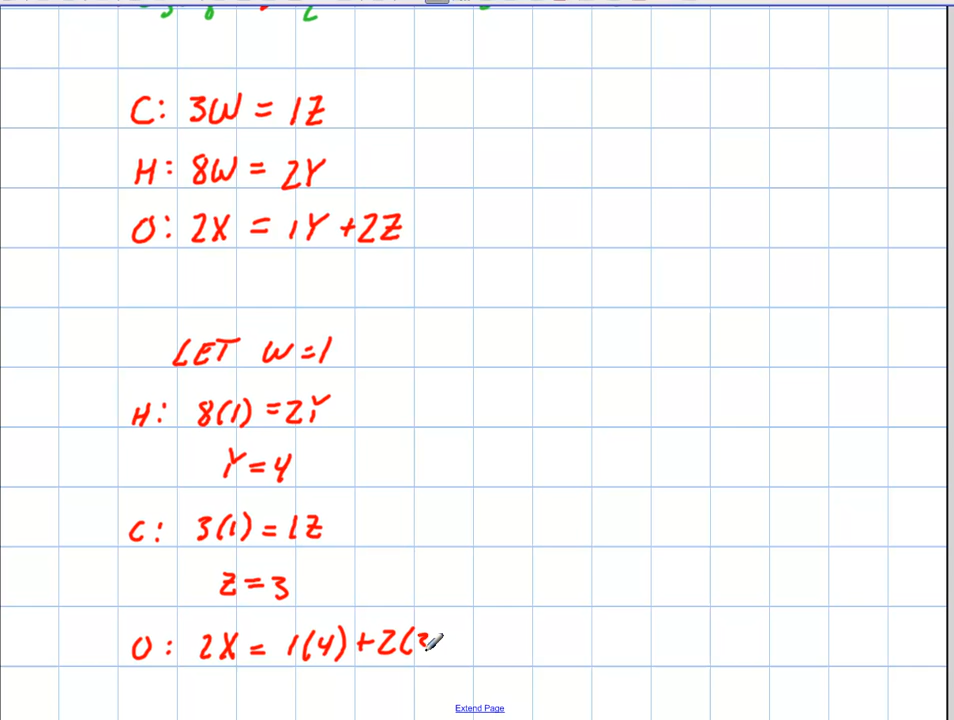 C: 3W = 1Z
H: 8W = 2Y
O: 2X = 1Y + 2Z
LET W = 1
H: 8(1) = 2Y
Y = 4
C: 3(1) = 1Z
Z = 3
O: 2X = 1(4) + 2(
Extend Page